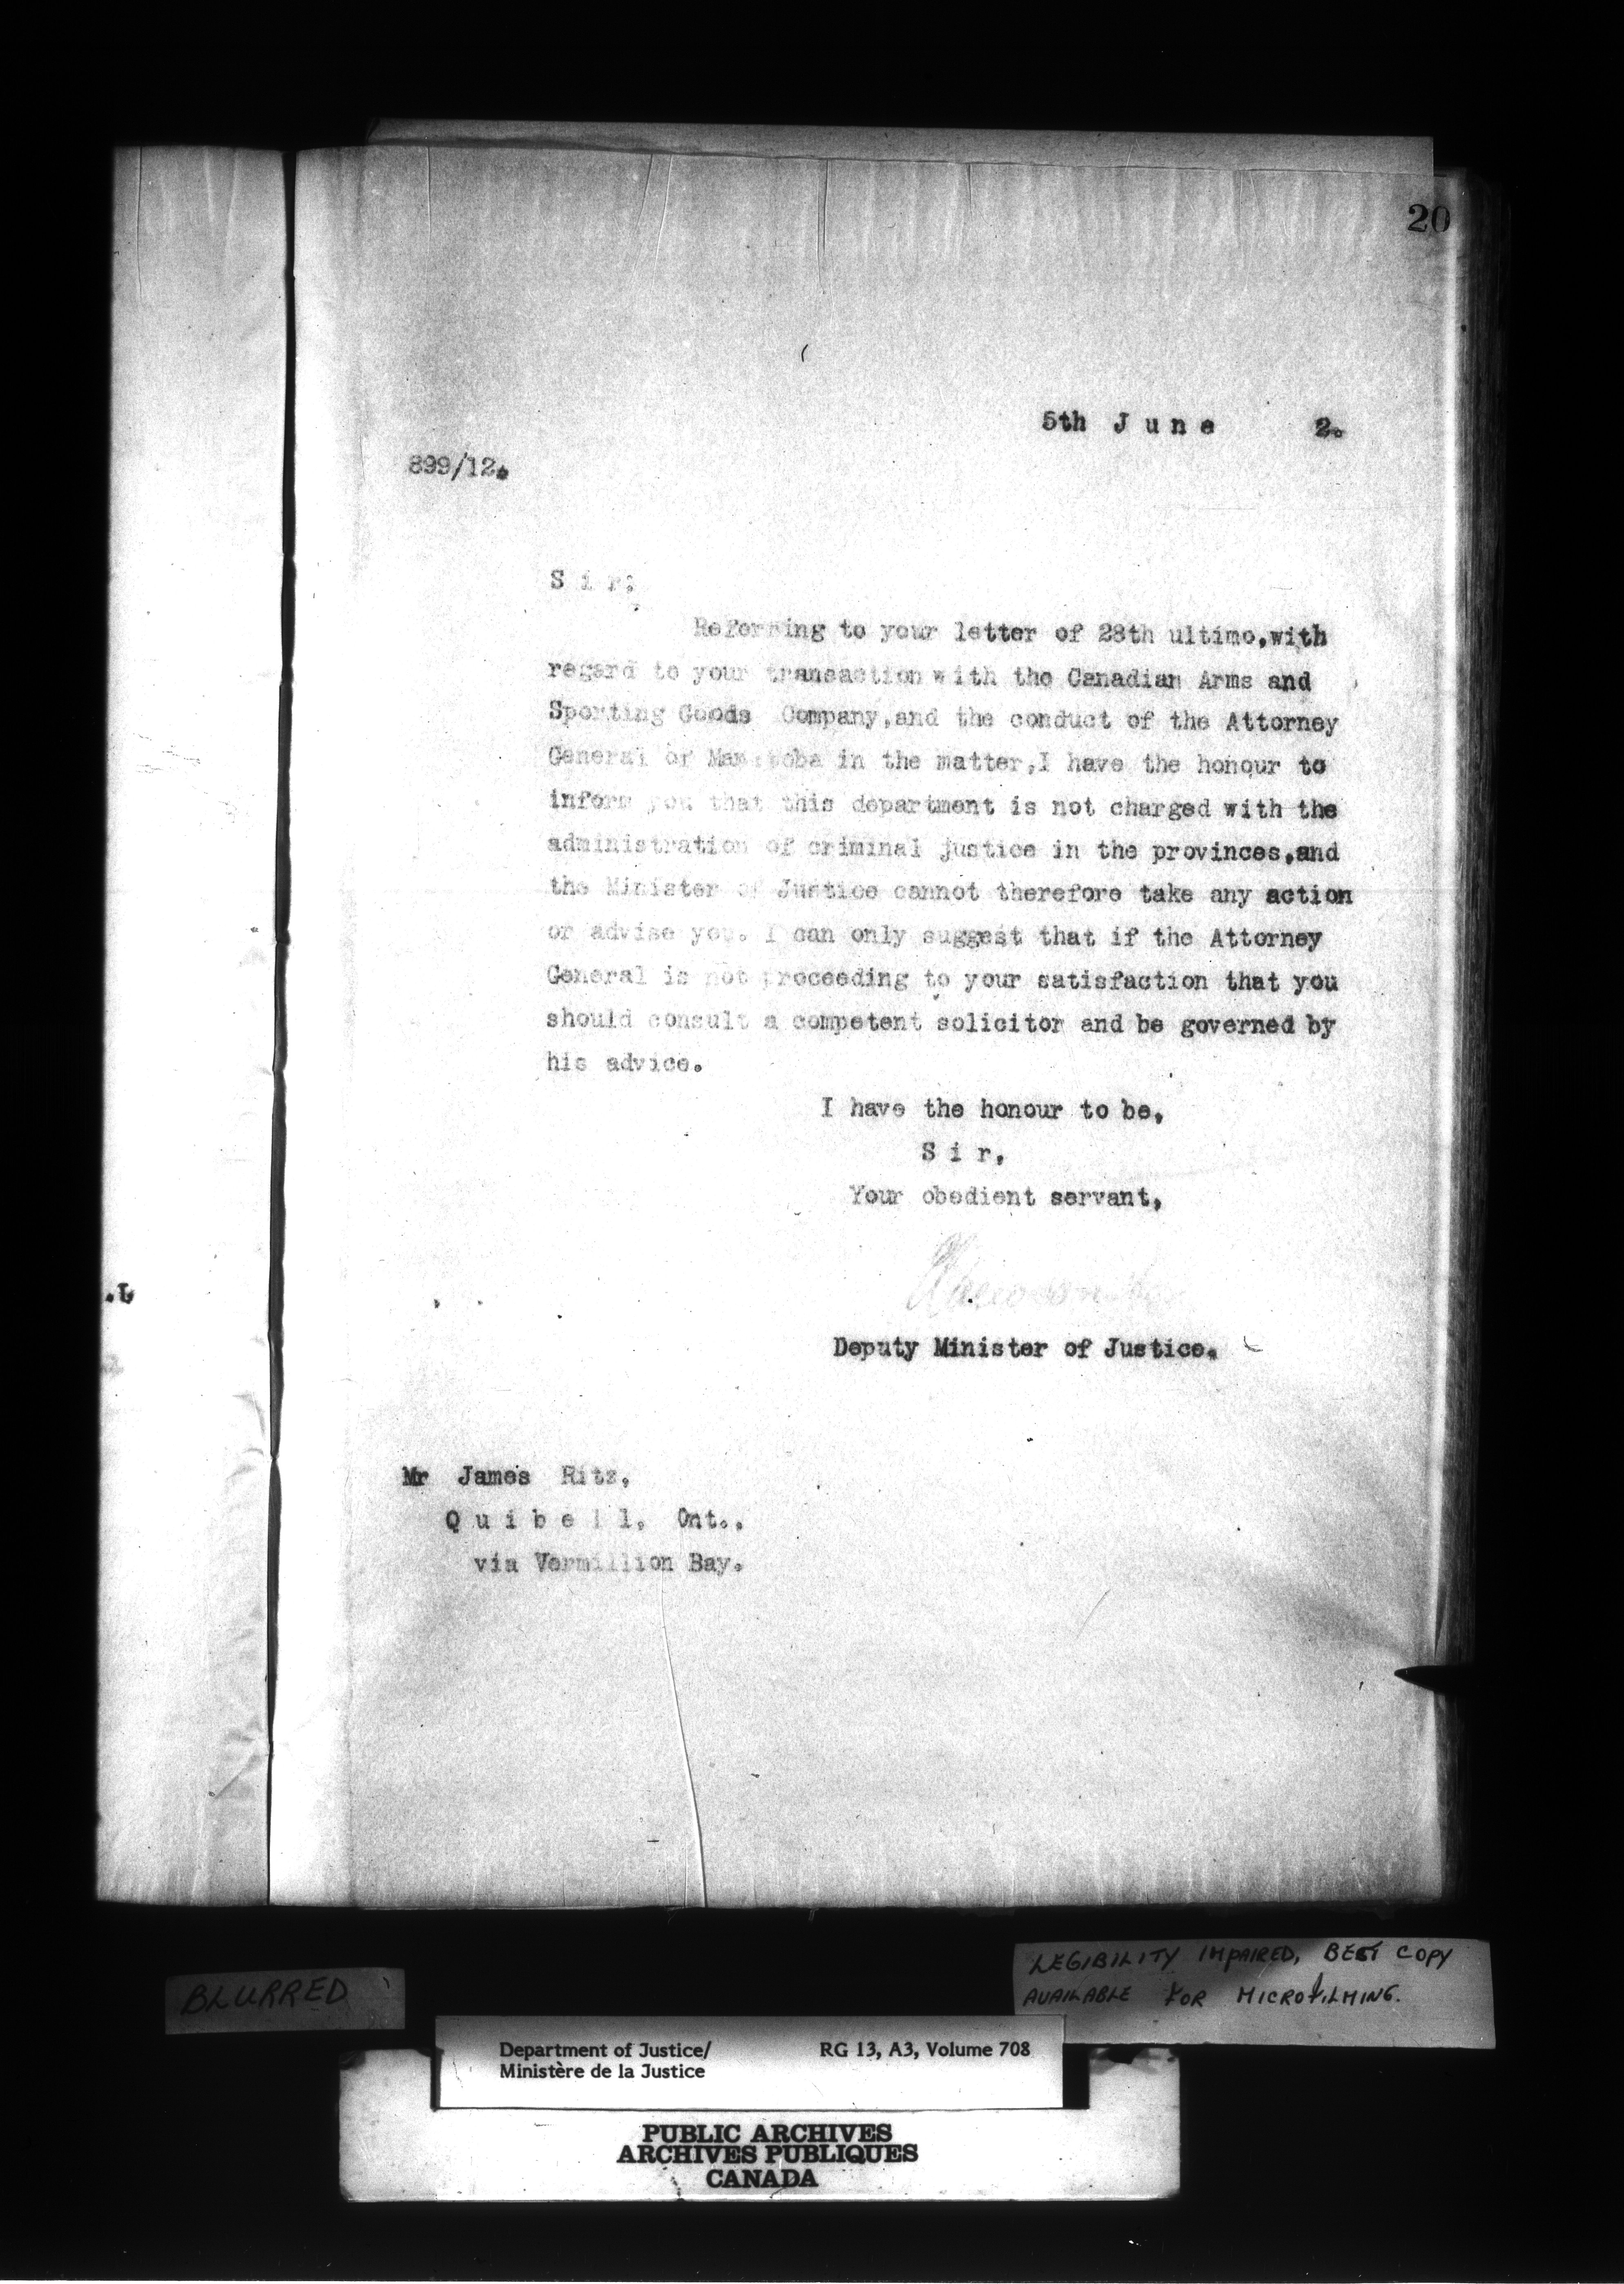 20
5th June 2.
899/12.
Sir:
Referring to your letter of 28th ultimo,with
regard to your transaction with the Canadian Arms and
Sporting Goods Company,and the conduct of the Attorney
General of Manitoba in the matter,I have the honour to
inform you that this department is not charged with the
administration of criminal justice in the provinces,and
the Minister of Justice cannot therefore take any action
or advise you. I can only suggest that if the Attorney
General is not proceeding to your satisfaction that you
should consult a competent solicitor and be governed by
his advice.
I have the honour to be,
Sir,
Your obedient servant,
Deputy Minister of Justice.
Mr James Ritz,
Quibell, Ont.,
via Vermillion Bay.
BLURRED
LEGIBILITY IMPAIRED, BEST COPY
AVAILABLE FOR MICROFILMING.
Department of Justice/ RG 13, A3, Volume 708
Ministère de la Justice
PUBLIC ARCHIVES
ARCHIVES PUBLIQUES
CANADA